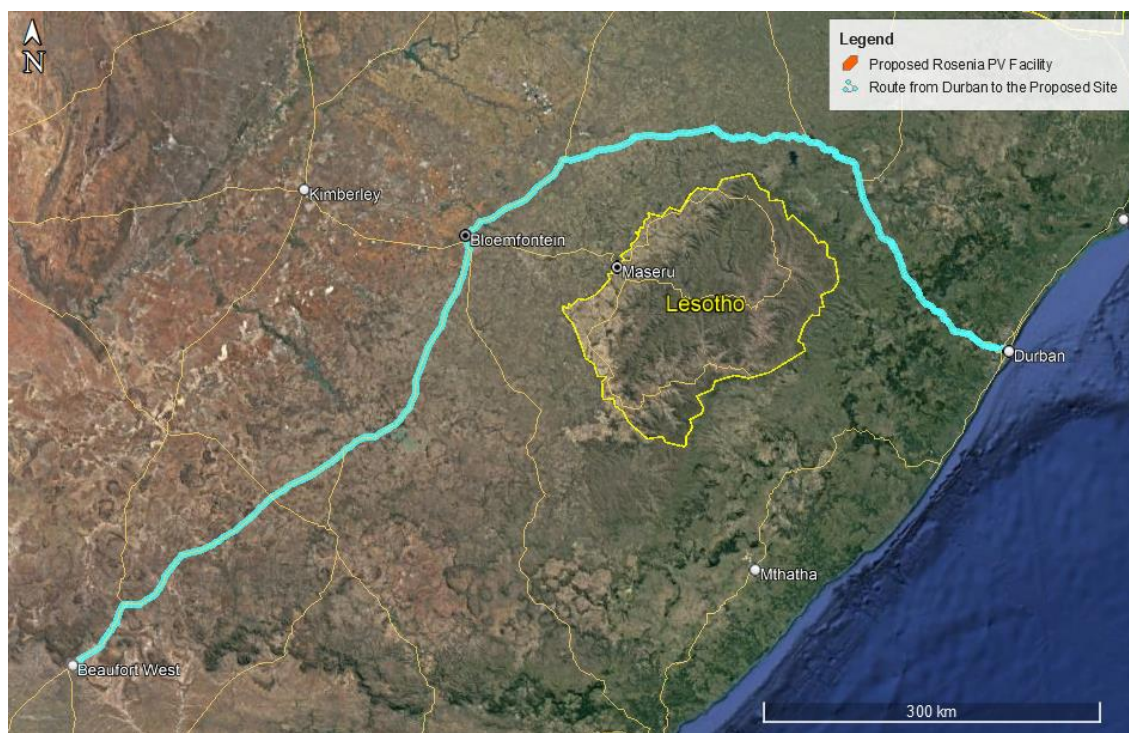 N
Legend
Proposed Rosenia PV Facility
Route from Durban to the Proposed Site
Kimberley
Bloemfontein
Maseru
Lesotho
Durban
Mthatha
Beaufort West
300 km